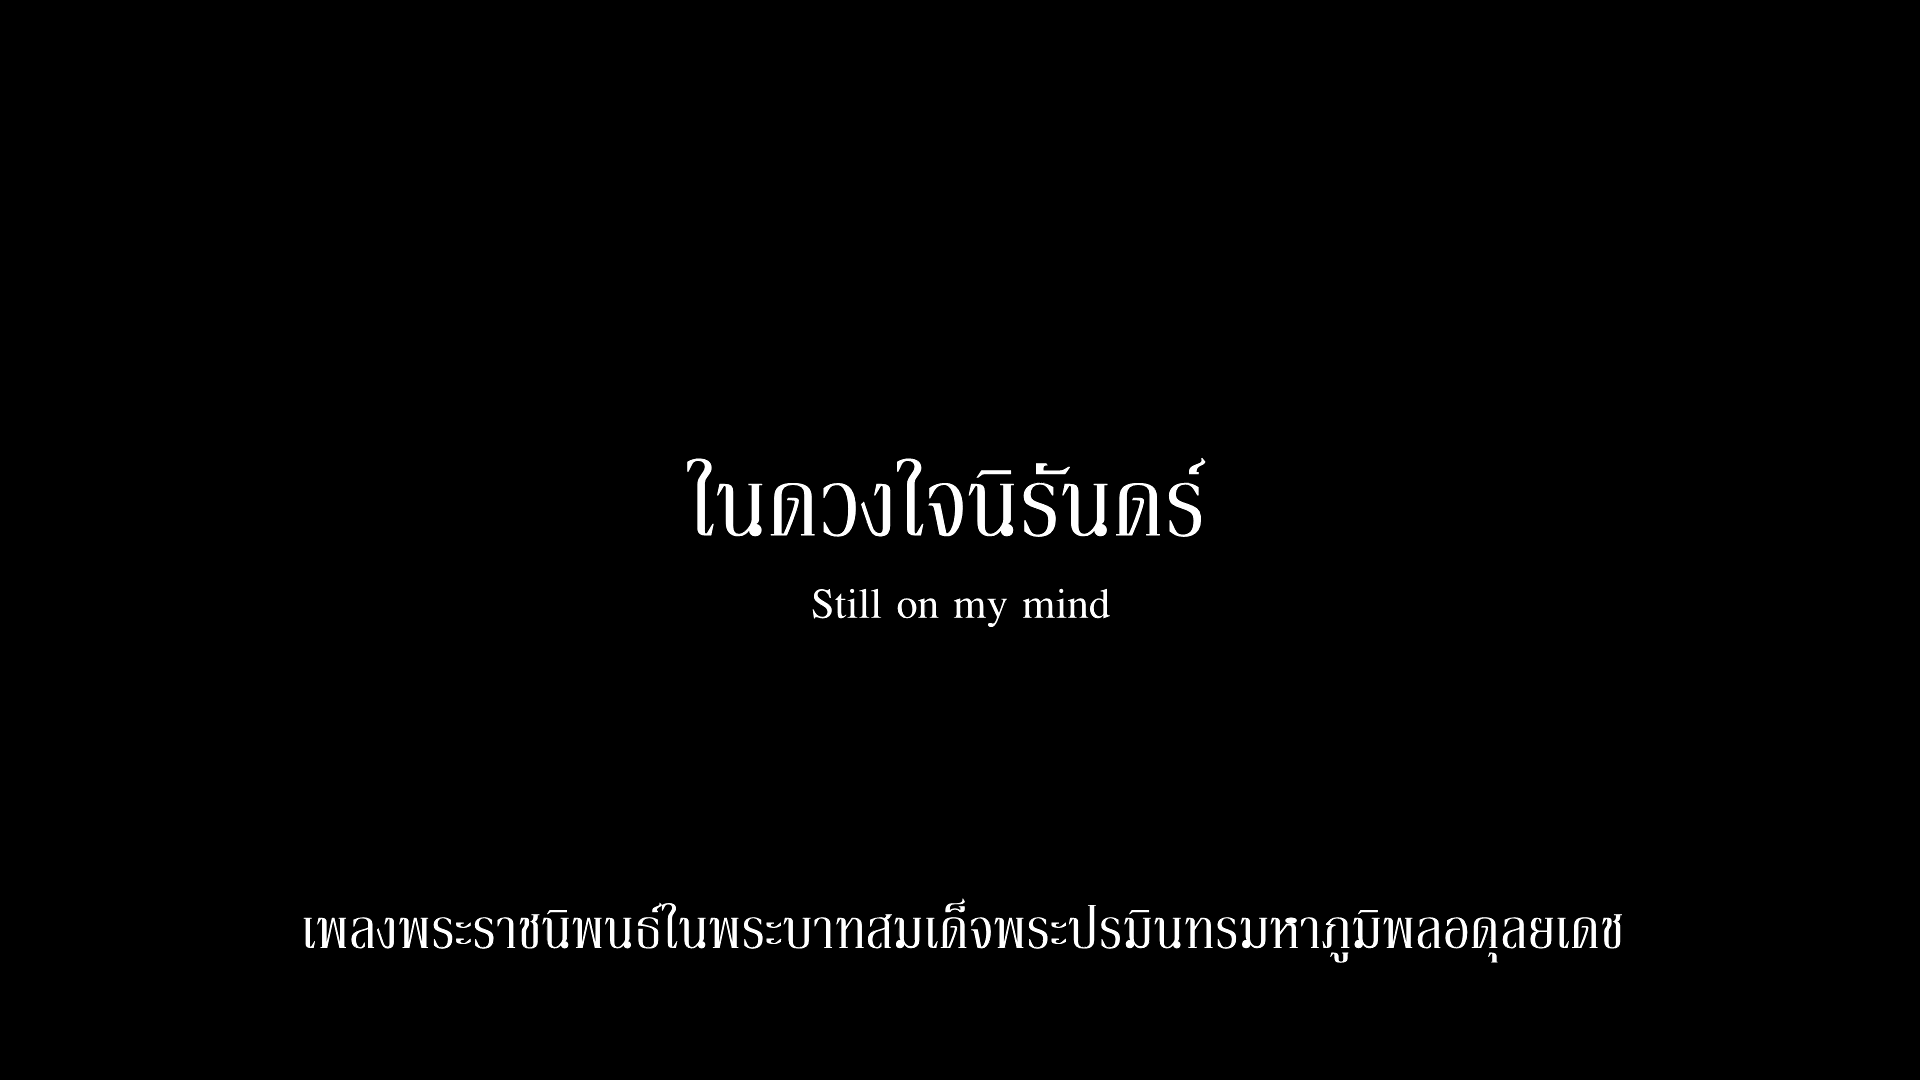 ในดวงใจนิรันดร์
Still on my mind
เพลงพระราชนิพนธ์ในพระบาทสมเด็จพระปรมินทรมหาภูมิพลอดุลยเดช